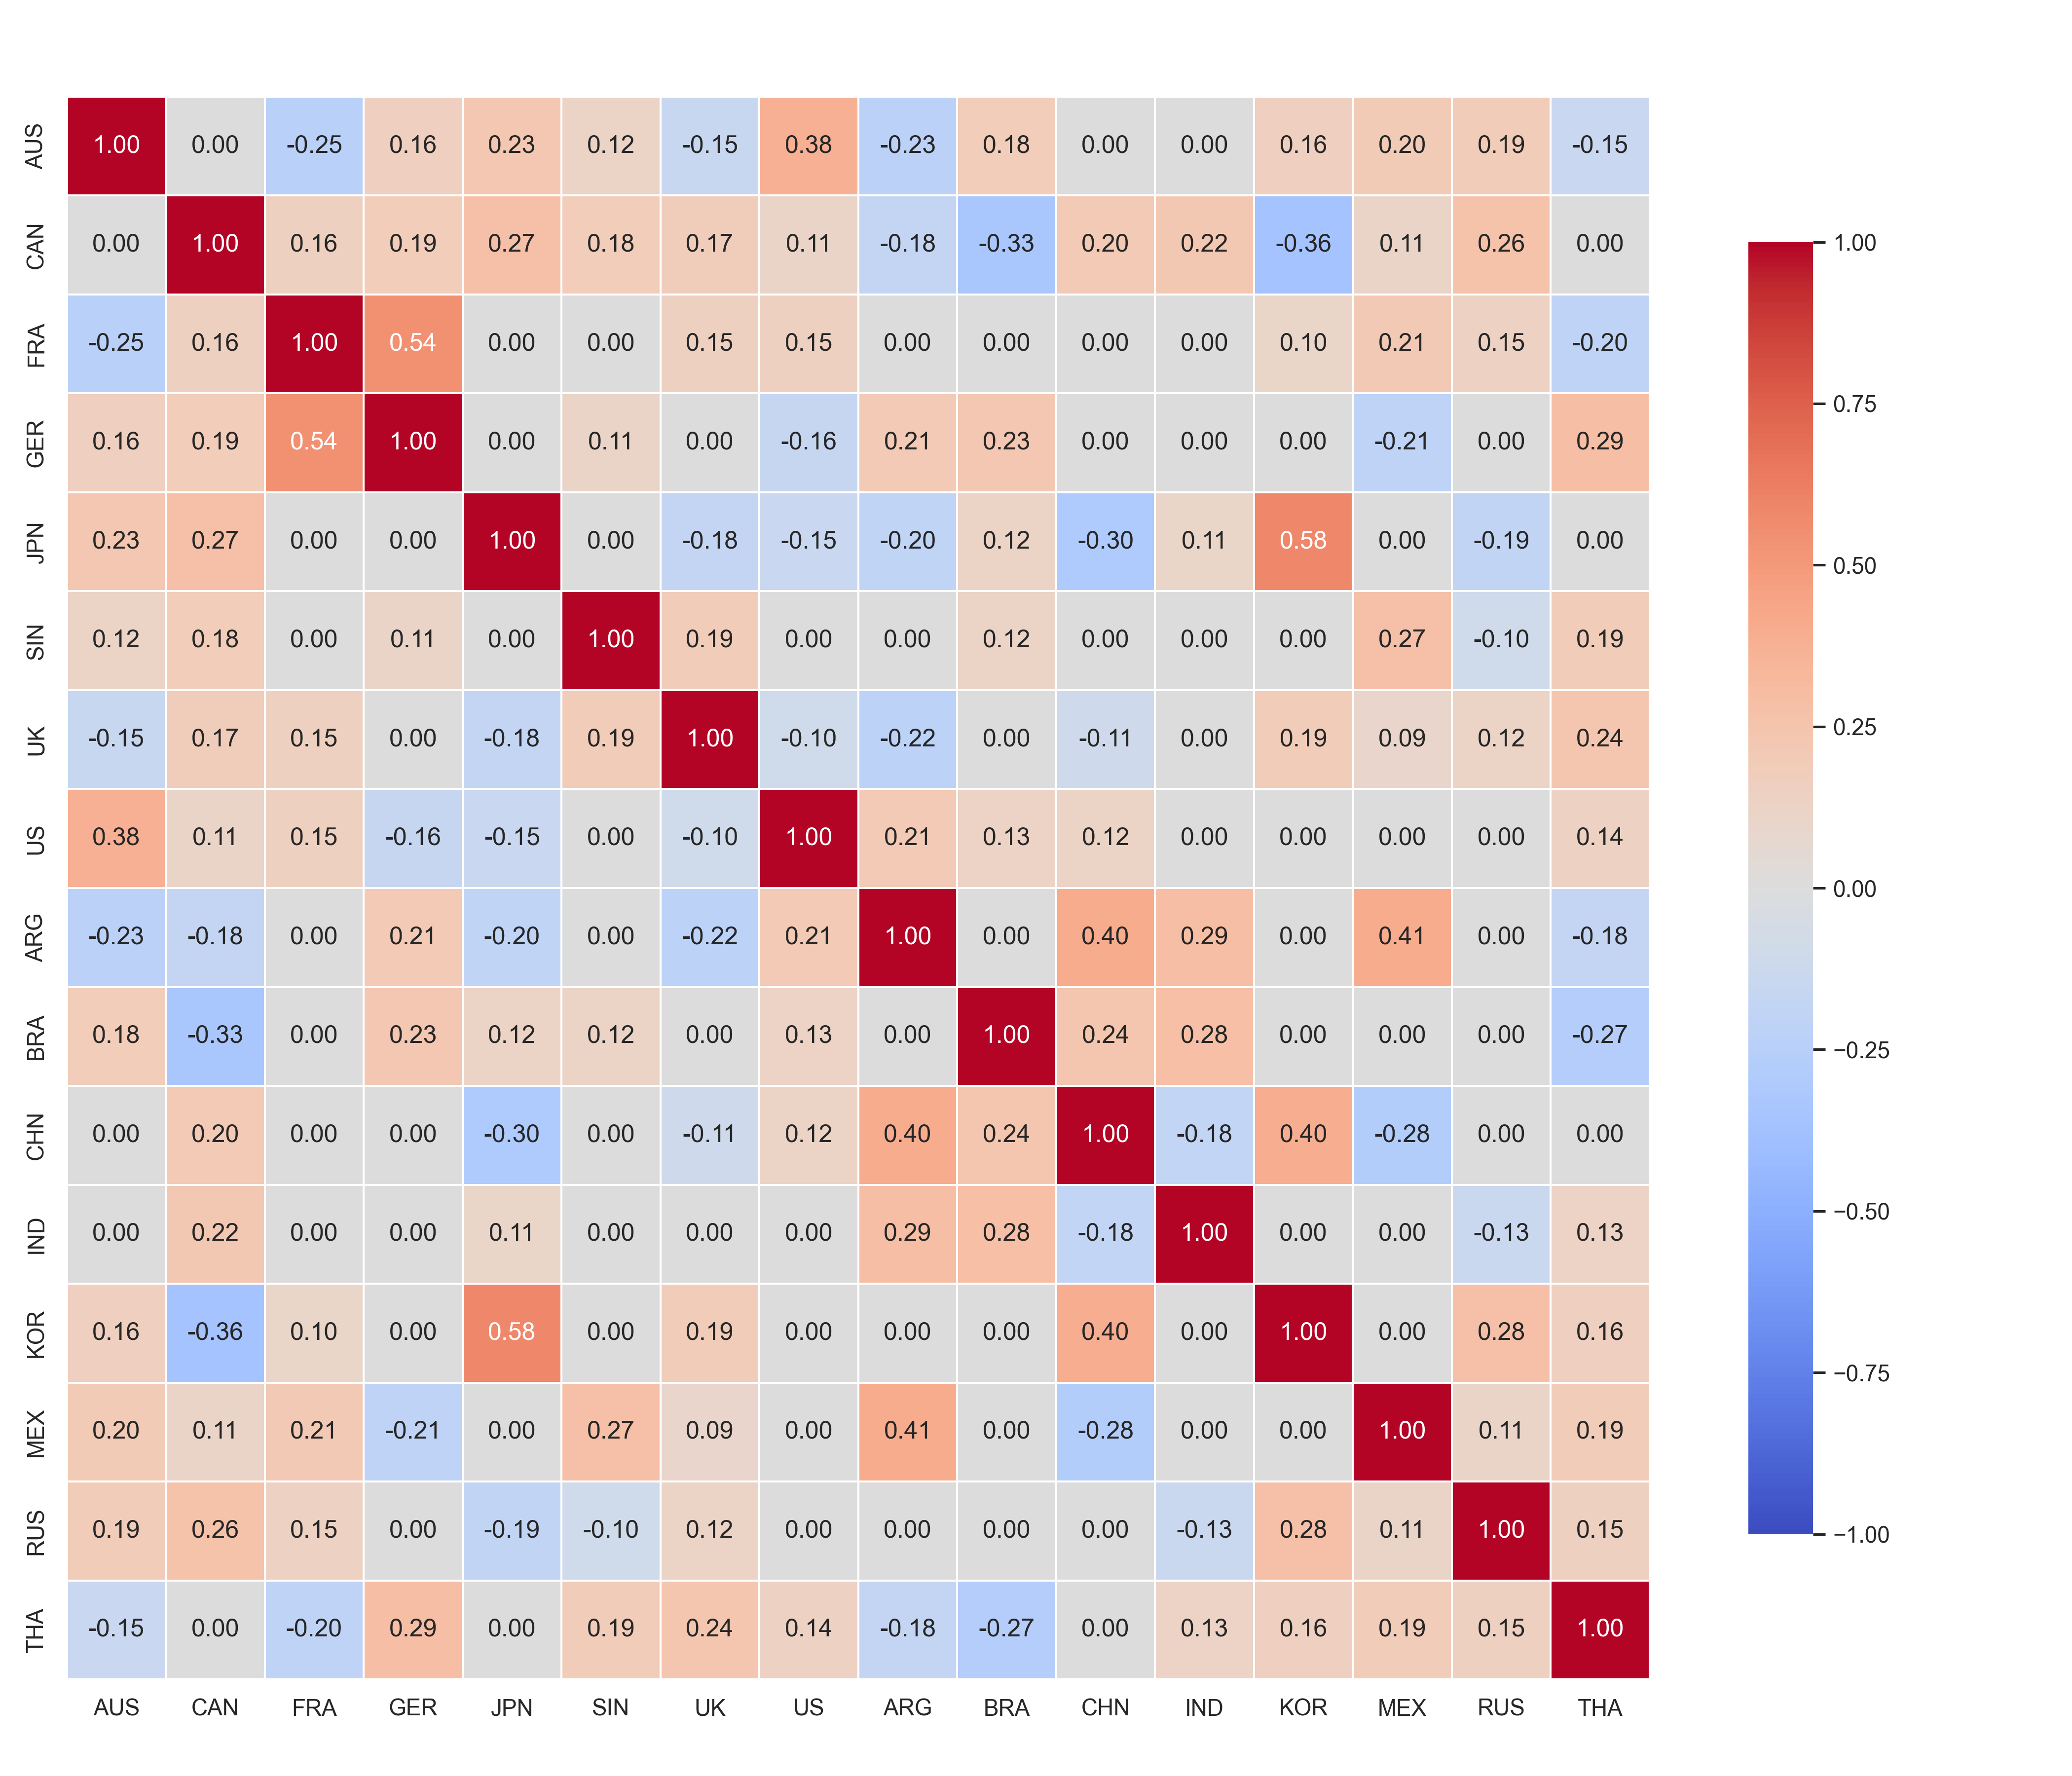 AUS 1.00 0.00 -0.25 0.16 0.23 0.12 -0.15 0.38 -0.23 0.18 0.00 0.00 0.16 0.20 0.19 -0.15
CAN 0.00 1.00 0.16 0.19 0.27 0.18 0.17 0.11 -0.18 -0.33 0.20 0.22 -0.36 0.11 0.26 0.00
FRA -0.25 0.16 1.00 0.54 0.00 0.00 0.15 0.15 0.00 0.00 0.00 0.00 0.10 0.21 0.15 -0.20
GER 0.16 0.19 0.54 1.00 0.00 0.11 0.00 -0.16 0.21 0.23 0.00 0.00 0.00 -0.21 0.00 0.29
JPN 0.23 0.27 0.00 0.00 1.00 0.00 -0.18 -0.15 -0.20 0.12 -0.30 0.11 0.58 0.00 -0.19 0.00
SIN 0.12 0.18 0.00 0.11 0.00 1.00 0.19 0.00 0.00 0.12 0.00 0.00 0.00 0.27 -0.10 0.19
UK -0.15 0.17 0.15 0.00 -0.18 0.19 1.00 -0.10 -0.22 0.00 -0.11 0.00 0.19 0.09 0.12 0.24
US 0.38 0.11 0.15 -0.16 -0.15 0.00 -0.10 1.00 0.21 0.13 0.12 0.00 0.00 0.00 0.00 0.14
ARG -0.23 -0.18 0.00 0.21 -0.20 0.00 -0.22 0.21 1.00 0.00 0.40 0.29 0.00 0.41 0.00 -0.18
BRA 0.18 -0.33 0.00 0.23 0.12 0.12 0.00 0.13 0.00 1.00 0.24 0.28 0.00 0.00 0.00 -0.27
CHN 0.00 0.20 0.00 0.00 -0.30 0.00 -0.11 0.12 0.40 0.24 1.00 -0.18 0.40 -0.28 0.00 0.00
IND 0.00 0.22 0.00 0.00 0.11 0.00 0.00 0.00 0.29 0.28 -0.18 1.00 0.00 0.00 -0.13 0.13
KOR 0.16 -0.36 0.10 0.00 0.58 0.00 0.19 0.00 0.00 0.00 0.40 0.00 1.00 0.00 0.28 0.16
MEX 0.20 0.11 0.21 -0.21 0.00 0.27 0.09 0.00 0.41 0.00 -0.28 0.00 0.00 1.00 0.11 0.19
RUS 0.19 0.26 0.15 0.00 -0.19 -0.10 0.12 0.00 0.00 0.00 0.00 -0.13 0.28 0.11 1.00 0.15
THA -0.15 0.00 -0.20 0.29 0.00 0.19 0.24 0.14 -0.18 -0.27 0.00 0.13 0.16 0.19 0.15 1.00
AUS CAN FRA GER JPN SIN UK US ARG BRA CHN IND KOR MEX RUS THA
1.00
0.75
0.50
0.25
0.00
−0.25
−0.50
−0.75
−1.00